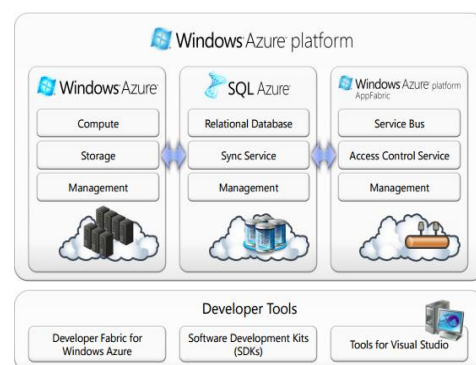 Windows Azure platform
Windows Azure
SQL Azure
Windows Azure platform
AppFabric
Compute
Relational Database
Service Bus
Storage
Sync Service
Access Control Service
Management
Management
Management
Developer Tools
Developer Fabric for
Windows Azure
Software Development Kits
(SDKs)
Tools for Visual Studio